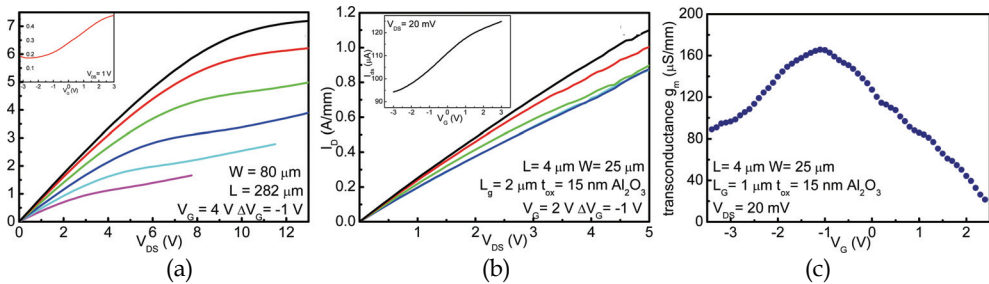 7
6
5
4
3
2
1
0
0 2 4 6 8 10 12
V_DS (V)
0.4
0.3
0.2
0.1
-3 -2 -1 0 1 2 3
V_G (V)
V_DS = 1 V
W = 80 μm
L = 282 μm
V_G = 4 V ΔV_G = -1 V
(a)
I_D (A/mm)
1.2
1.0
0.8
0.6
0.4
0.2
0.0
0 1 2 3 4 5
V_DS (V)
V_DS = 20 mV
I_ds (μA)
120
110
100
90
-3 -2 -1 0 1 2 3
V_G (V)
L= 4 μm W= 25 μm
L_g = 2 μm t_ox = 15 nm Al_2O_3
V_G = 2 V ΔV_G = -1 V
(b)
transconductance g_m (μS/mm)
200
160
120
80
40
0
-3 -2 -1 0 1 2
V_G (V)
L= 4 μm W= 25 μm
L_G = 1 μm t_ox = 15 nm Al_2O_3
V_DS = 20 mV
(c)